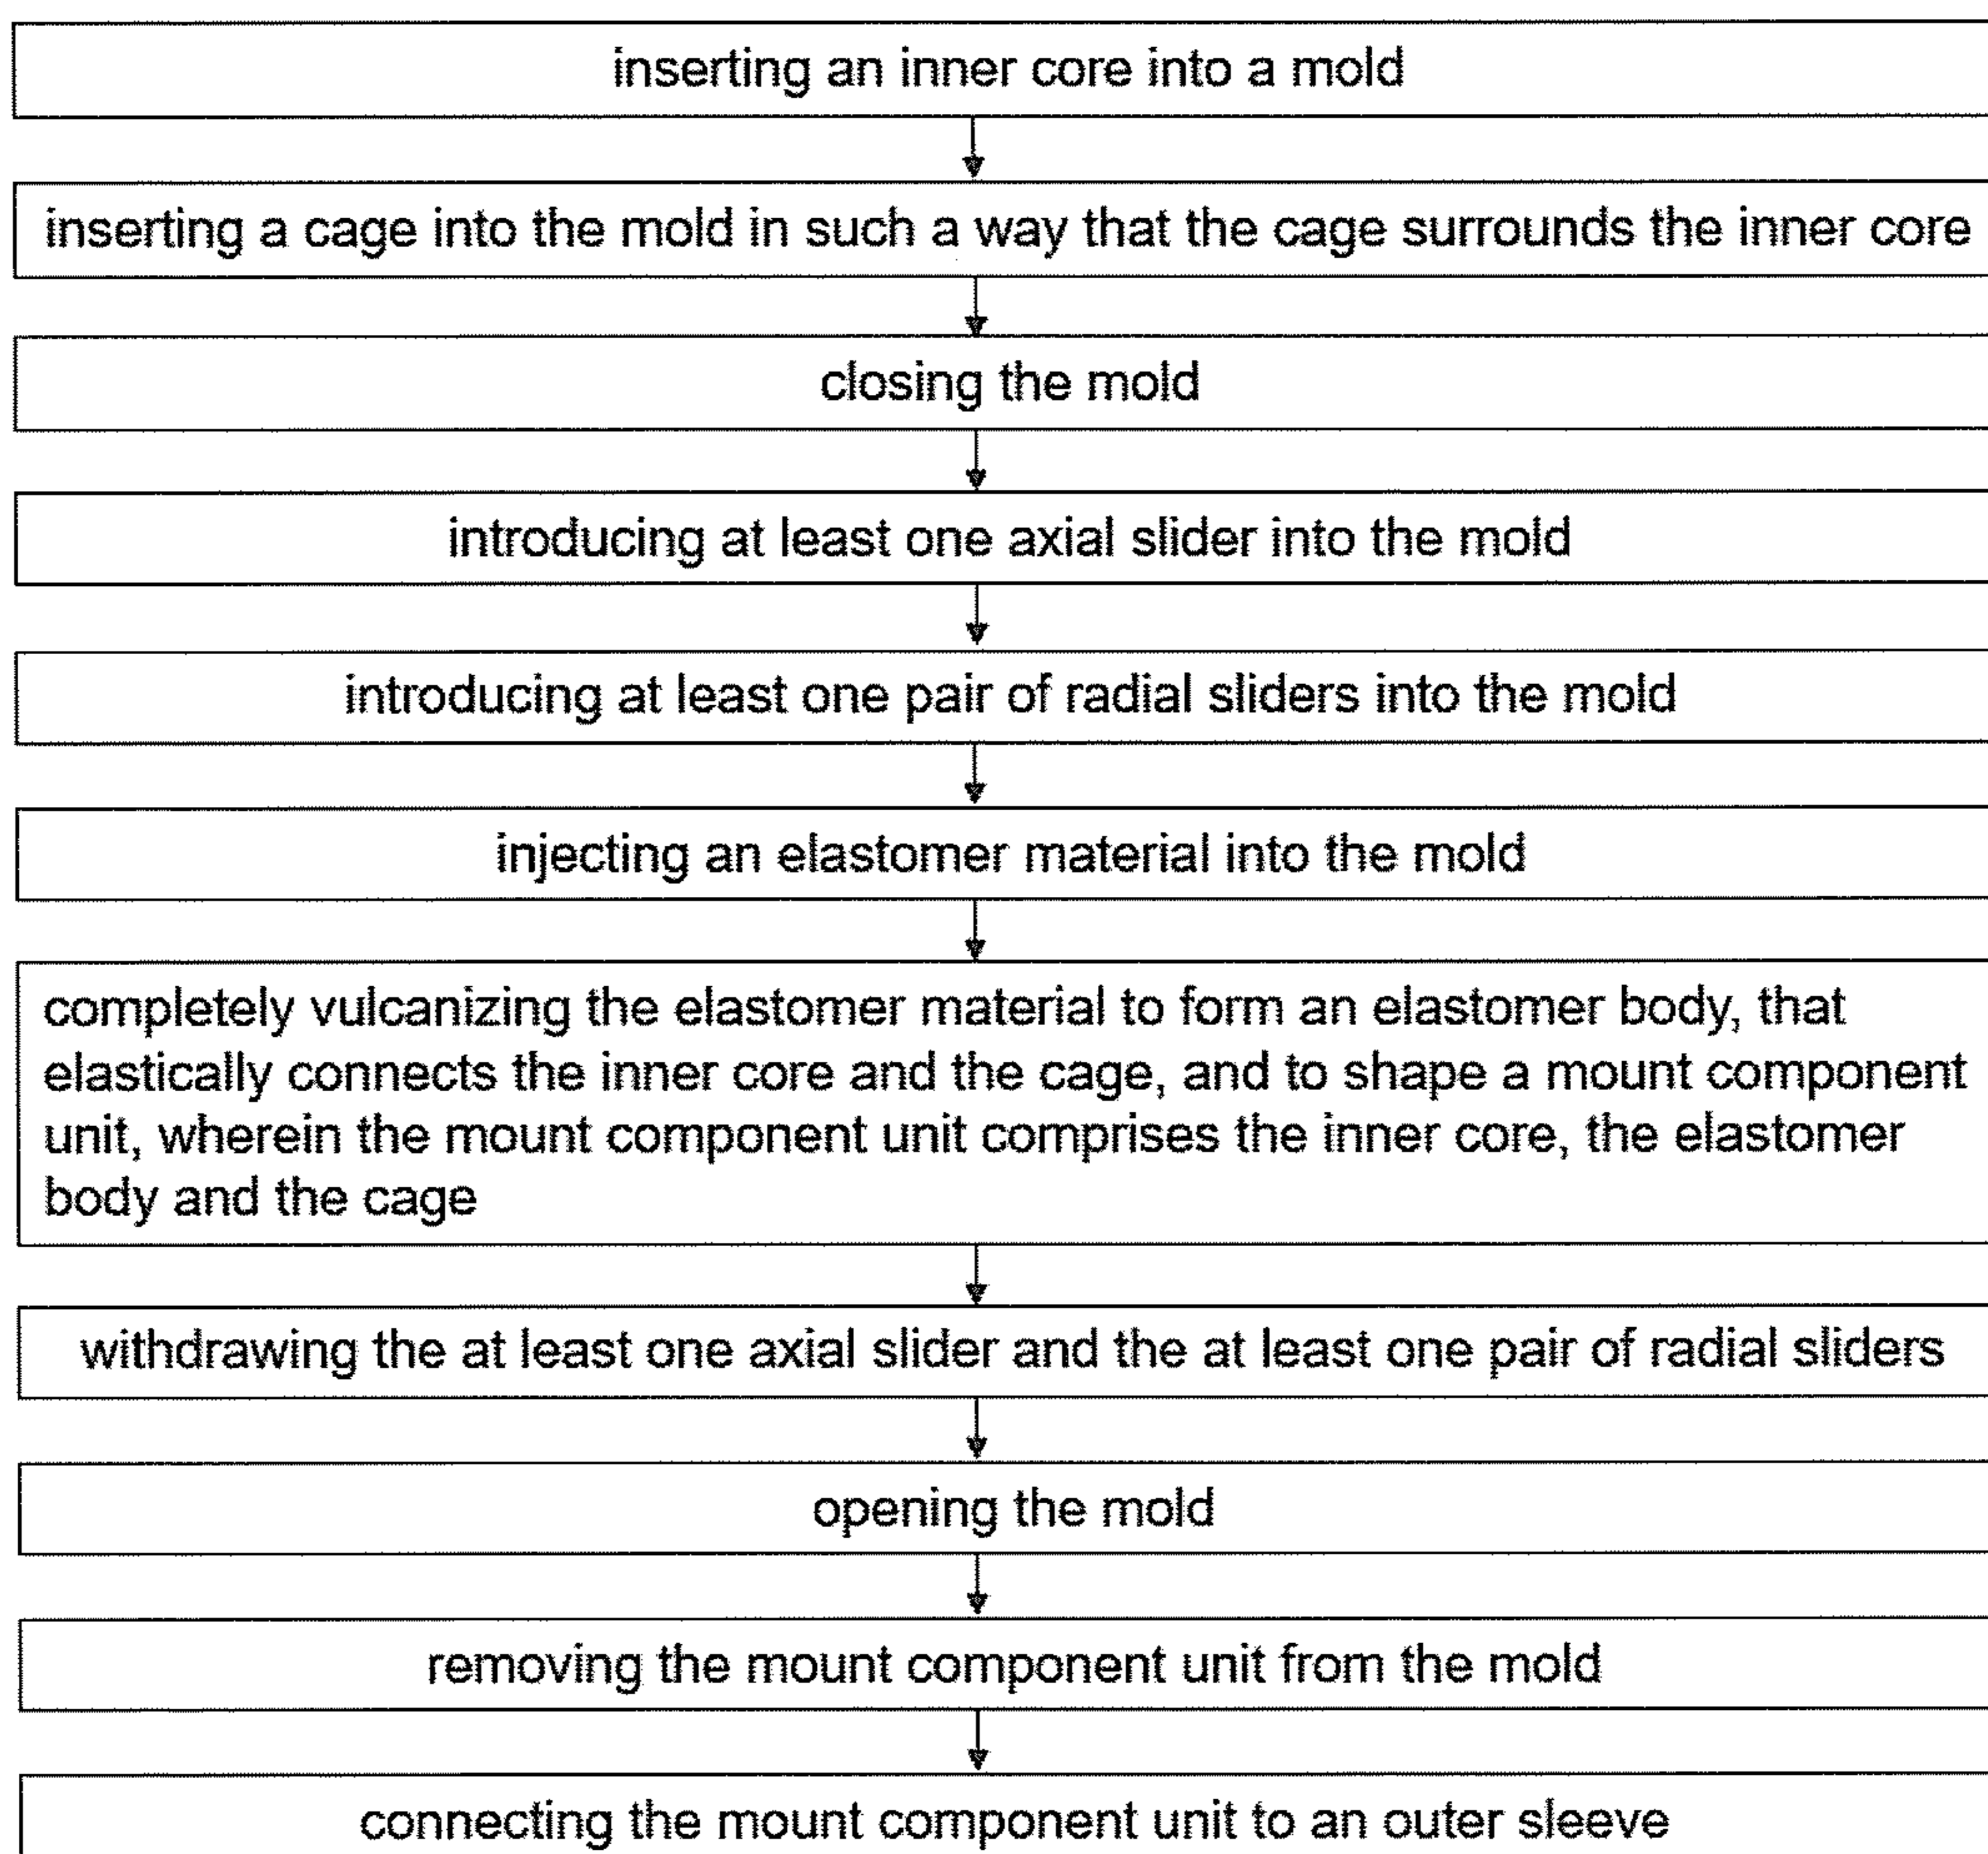 inserting an inner core into a mold
inserting a cage into the mold in such a way that the cage surrounds the inner core
closing the mold
introducing at least one axial slider into the mold
introducing at least one pair of radial sliders into the mold
injecting an elastomer material into the mold
completely vulcanizing the elastomer material to form an elastomer body, that
elastically connects the inner core and the cage, and to shape a mount component
unit, wherein the mount component unit comprises the inner core, the elastomer
body and the cage
withdrawing the at least one axial slider and the at least one pair of radial sliders
opening the mold
removing the mount component unit from the mold
connecting the mount component unit to an outer sleeve